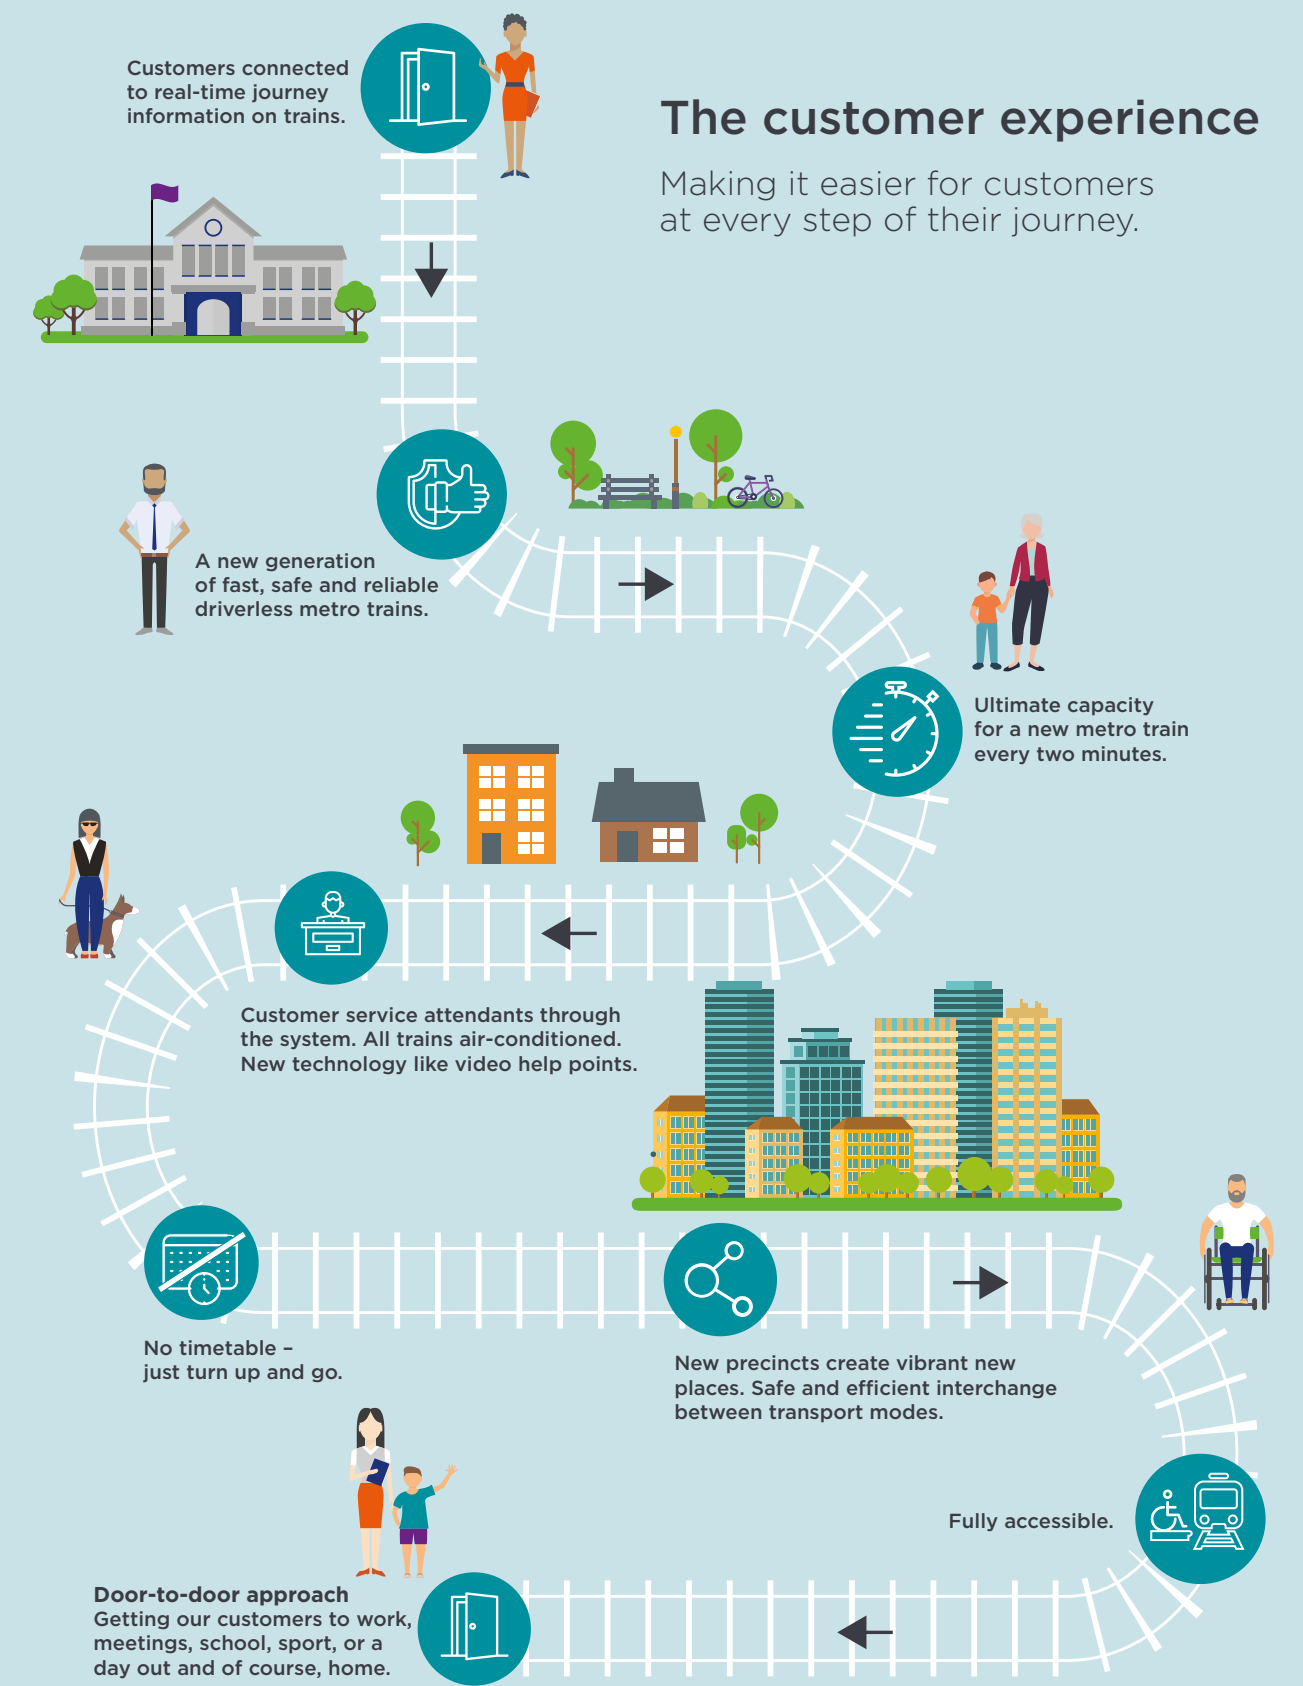 Customers connected
to real-time journey
information on trains.
The customer experience
Making it easier for customers
at every step of their journey.
A new generation
of fast, safe and reliable
driverless metro trains.
Ultimate capacity
for a new metro train
every two minutes.
Customer service attendants through
the system. All trains air-conditioned.
New technology like video help points.
No timetable –
just turn up and go.
New precincts create vibrant new
places. Safe and efficient interchange
between transport modes.
Fully accessible.
Door-to-door approach
Getting our customers to work,
meetings, school, sport, or a
day out and of course, home.